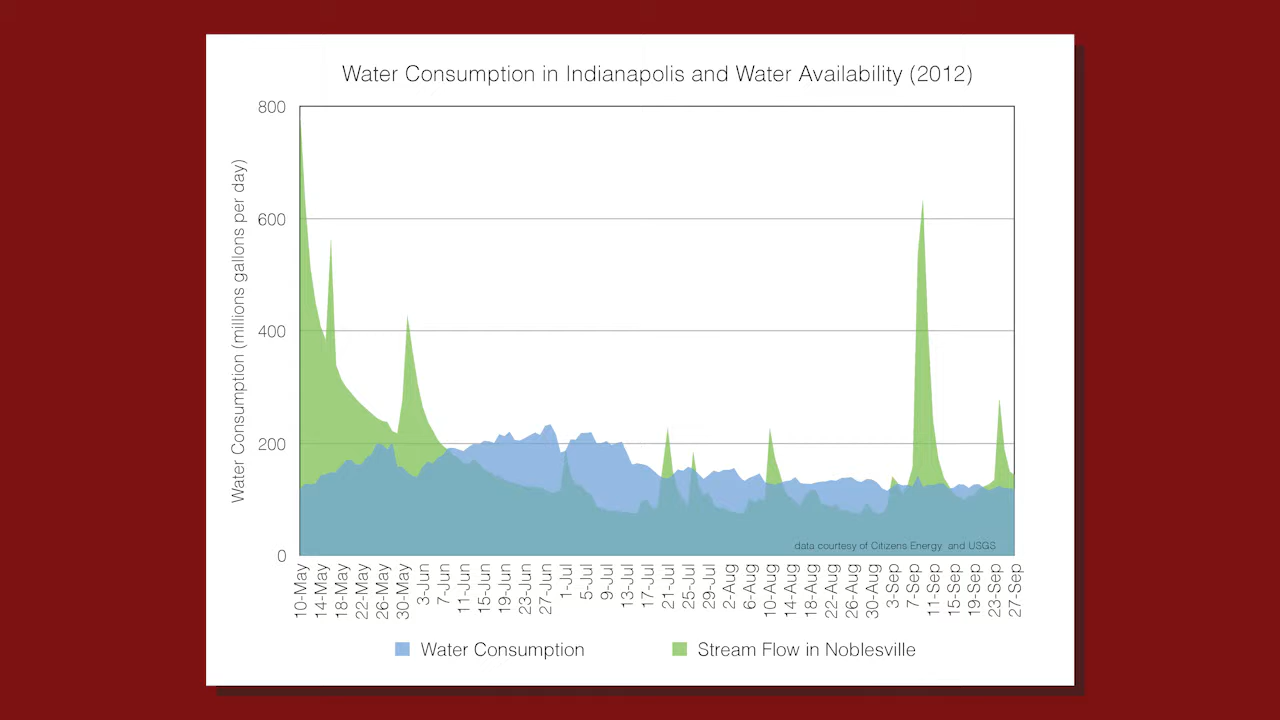 Water Consumption in Indianapolis and Water Availability (2012)
Water Consumption (millions gallons per day)
800
600
400
200
0
data courtesy of Citizens Energy and USGS
10-May
14-May
18-May
22-May
26-May
30-May
3-Jun
7-Jun
11-Jun
15-Jun
19-Jun
23-Jun
27-Jun
1-Jul
5-Jul
9-Jul
13-Jul
17-Jul
21-Jul
25-Jul
29-Jul
2-Aug
6-Aug
10-Aug
14-Aug
18-Aug
22-Aug
26-Aug
30-Aug
3-Sep
7-Sep
11-Sep
15-Sep
19-Sep
23-Sep
27-Sep
Water Consumption
Stream Flow in Noblesville